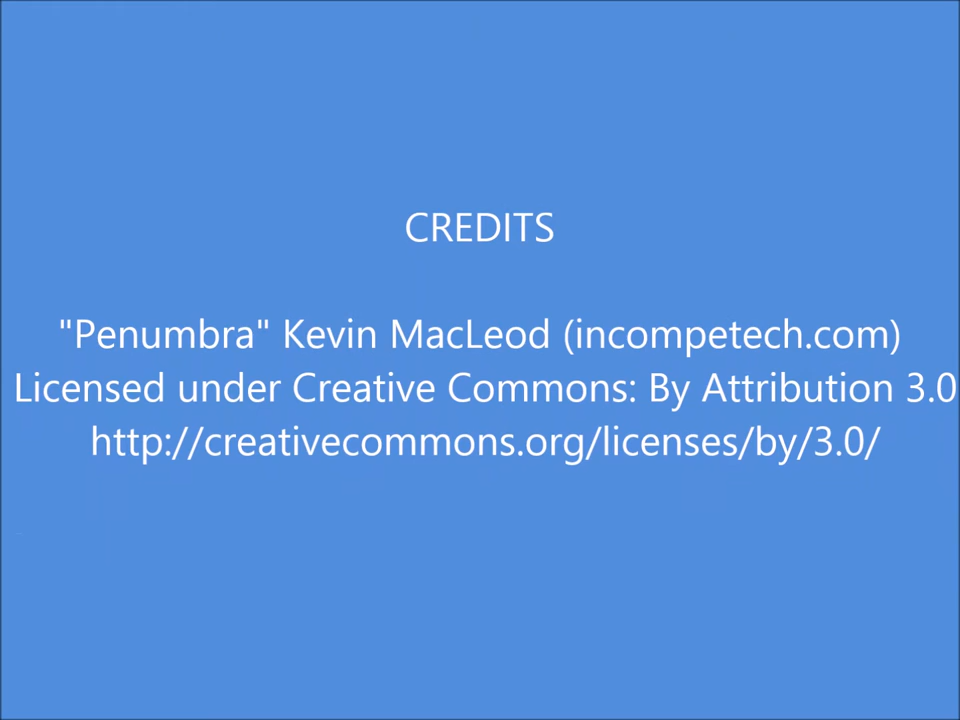 CREDITS
"Penumbra" Kevin MacLeod (incompetech.com)
Licensed under Creative Commons: By Attribution 3.0
http://creativecommons.org/licenses/by/3.0/